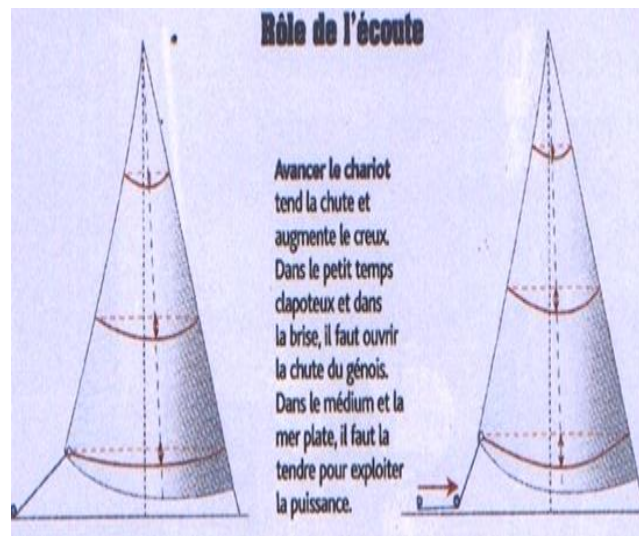 Rôle de l'écoute
Avancer le chariot
tend la chute et
augmente le creux.
Dans le petit temps
clapoteux et dans
la brise, il faut ouvrir
la chute du génois.
Dans le médium et la
mer plate, il faut la
tendre pour exploiter
la puissance.